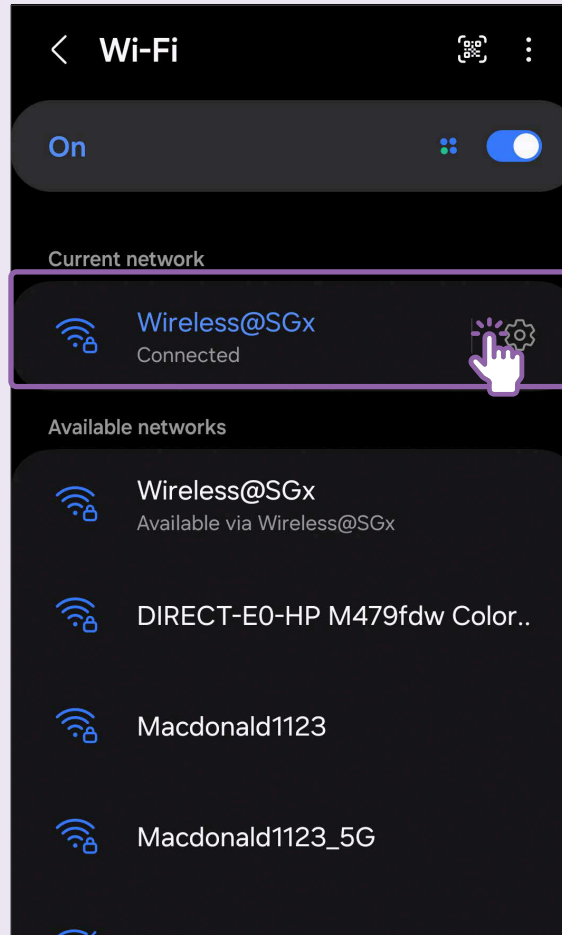 Wi-Fi
On
Current network
Wireless@SGx
Connected
Available networks
Wireless@SGx
Available via Wireless@SGx
DIRECT-E0-HP M479fdw Color..
Macdonald1123
Macdonald1123_5G